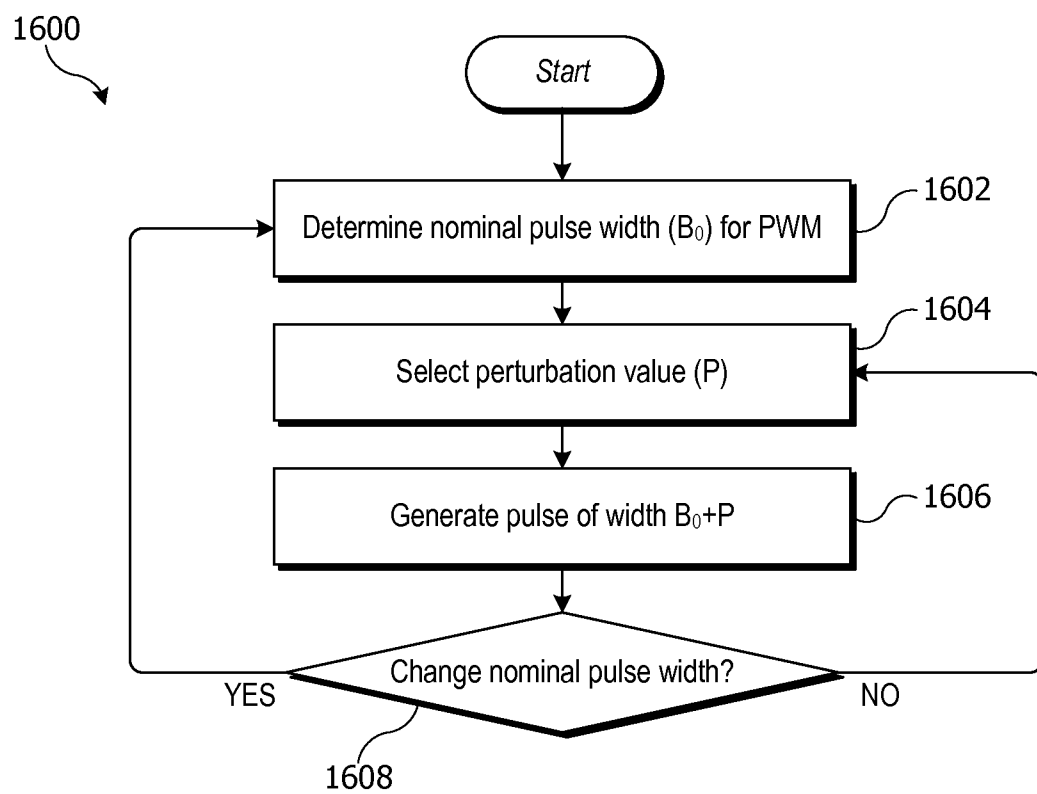 1600
Start
1602
Determine nominal pulse width (B₀) for PWM
1604
Select perturbation value (P)
1606
Generate pulse of width B₀+P
Change nominal pulse width?
YES
NO
1608